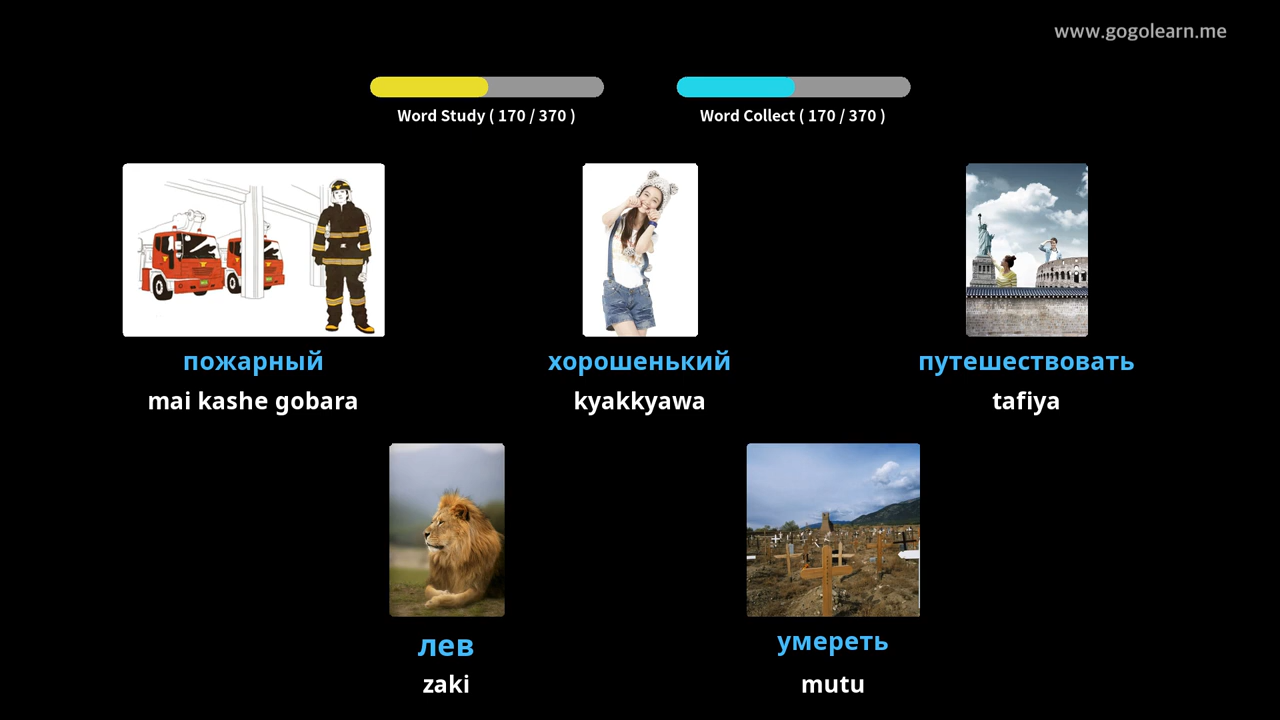 www.gogolearn.me
Word Study ( 170 / 370 )
Word Collect ( 170 / 370 )
пожарный
mai kashe gobara
хорошенький
kyakkyawa
путешествовать
tafiya
лев
zaki
умереть
mutu